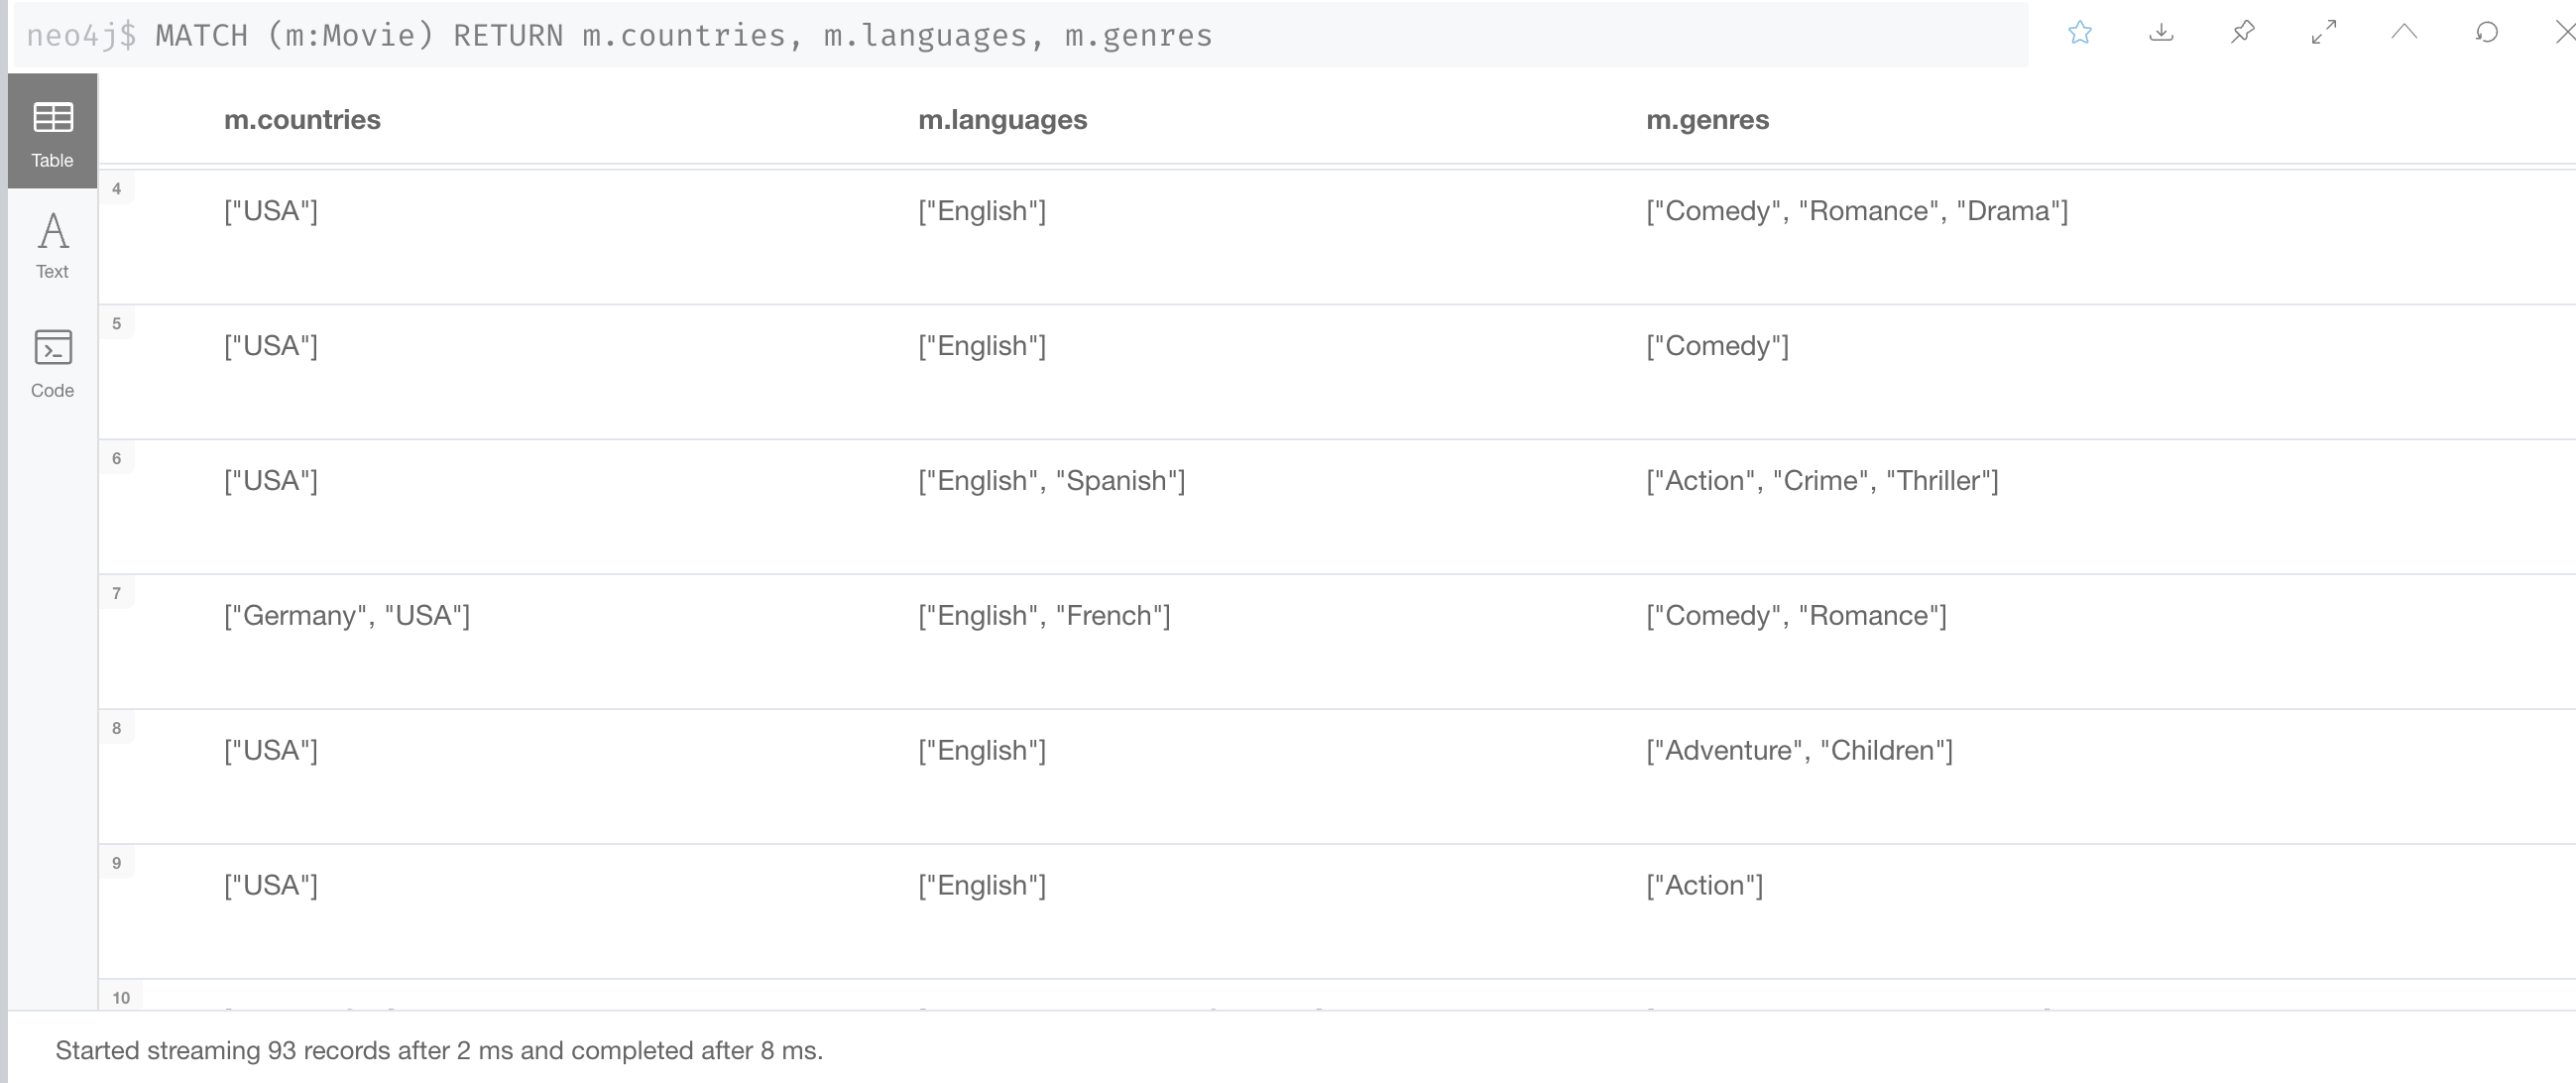 neo4j$ MATCH (m:Movie) RETURN m.countries, m.languages, m.genres
m.countries m.languages m.genres
Table
4 ["USA"] ["English"] ["Comedy", "Romance", "Drama"]
Text
5 ["USA"] ["English"] ["Comedy"]
Code
6 ["USA"] ["English", "Spanish"] ["Action", "Crime", "Thriller"]
7 ["Germany", "USA"] ["English", "French"] ["Comedy", "Romance"]
8 ["USA"] ["English"] ["Adventure", "Children"]
9 ["USA"] ["English"] ["Action"]
10
Started streaming 93 records after 2 ms and completed after 8 ms.